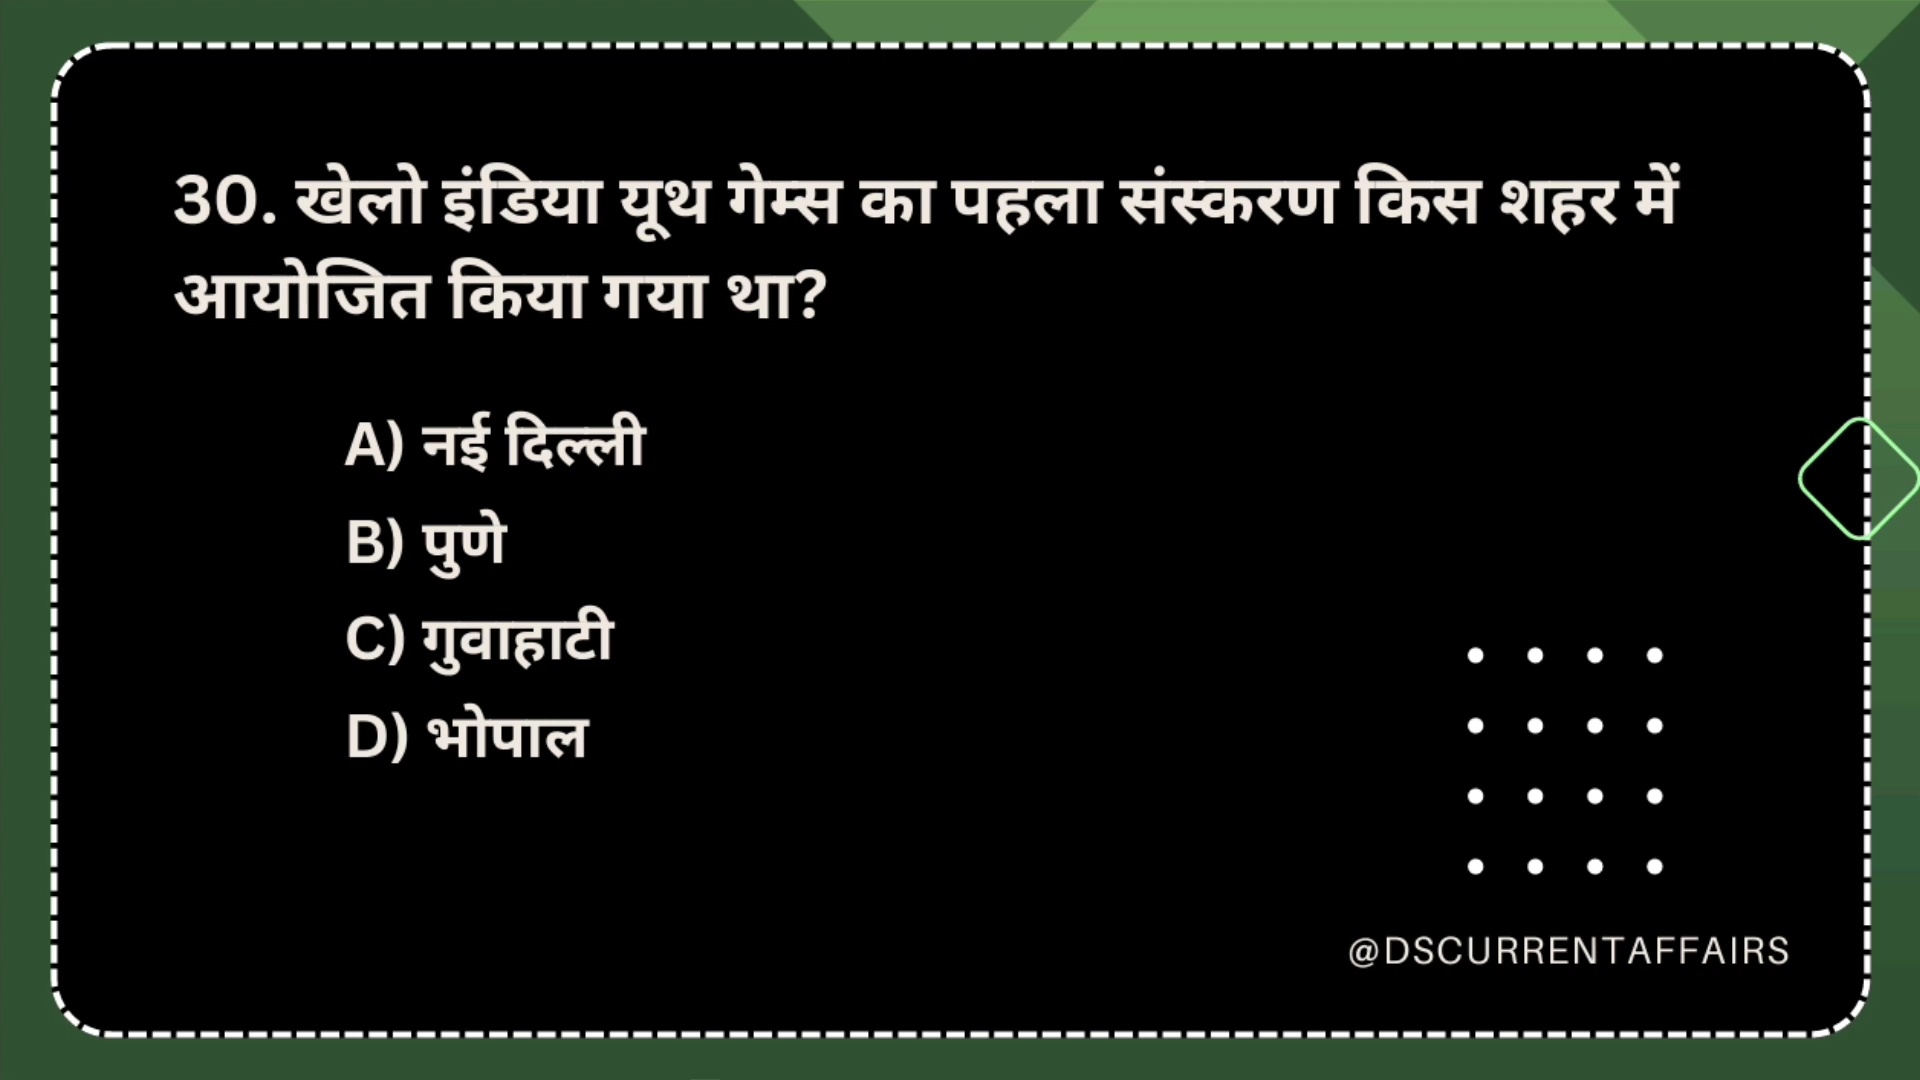 30. खेलो इंडिया यूथ गेम्स का पहला संस्करण किस शहर में
आयोजित किया गया था?
A) नई दिल्ली
B) पुणे
C) गुवाहाटी
D) भोपाल
@DSCURRENTAFFAIRS